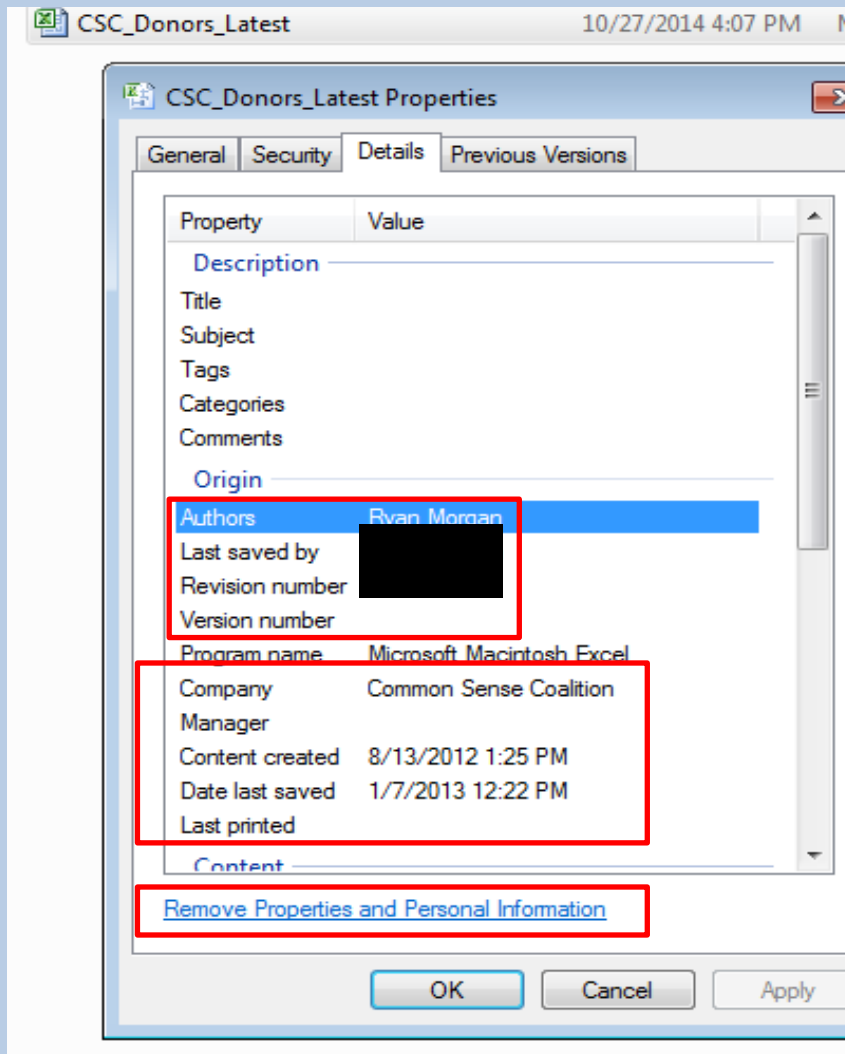 CSC_Donors_Latest 10/27/2014 4:07 PM
CSC_Donors_Latest Properties
General Security Details Previous Versions
Property Value
Description
Title
Subject
Tags
Categories
Comments
Origin
Authors Ryan Morgan
Last saved by
Revision number
Version number
Program name Microsoft Macintosh Excel
Company Common Sense Coalition
Manager
Content created 8/13/2012 1:25 PM
Date last saved 1/7/2013 12:22 PM
Last printed
Content
Remove Properties and Personal Information
OK Cancel Apply